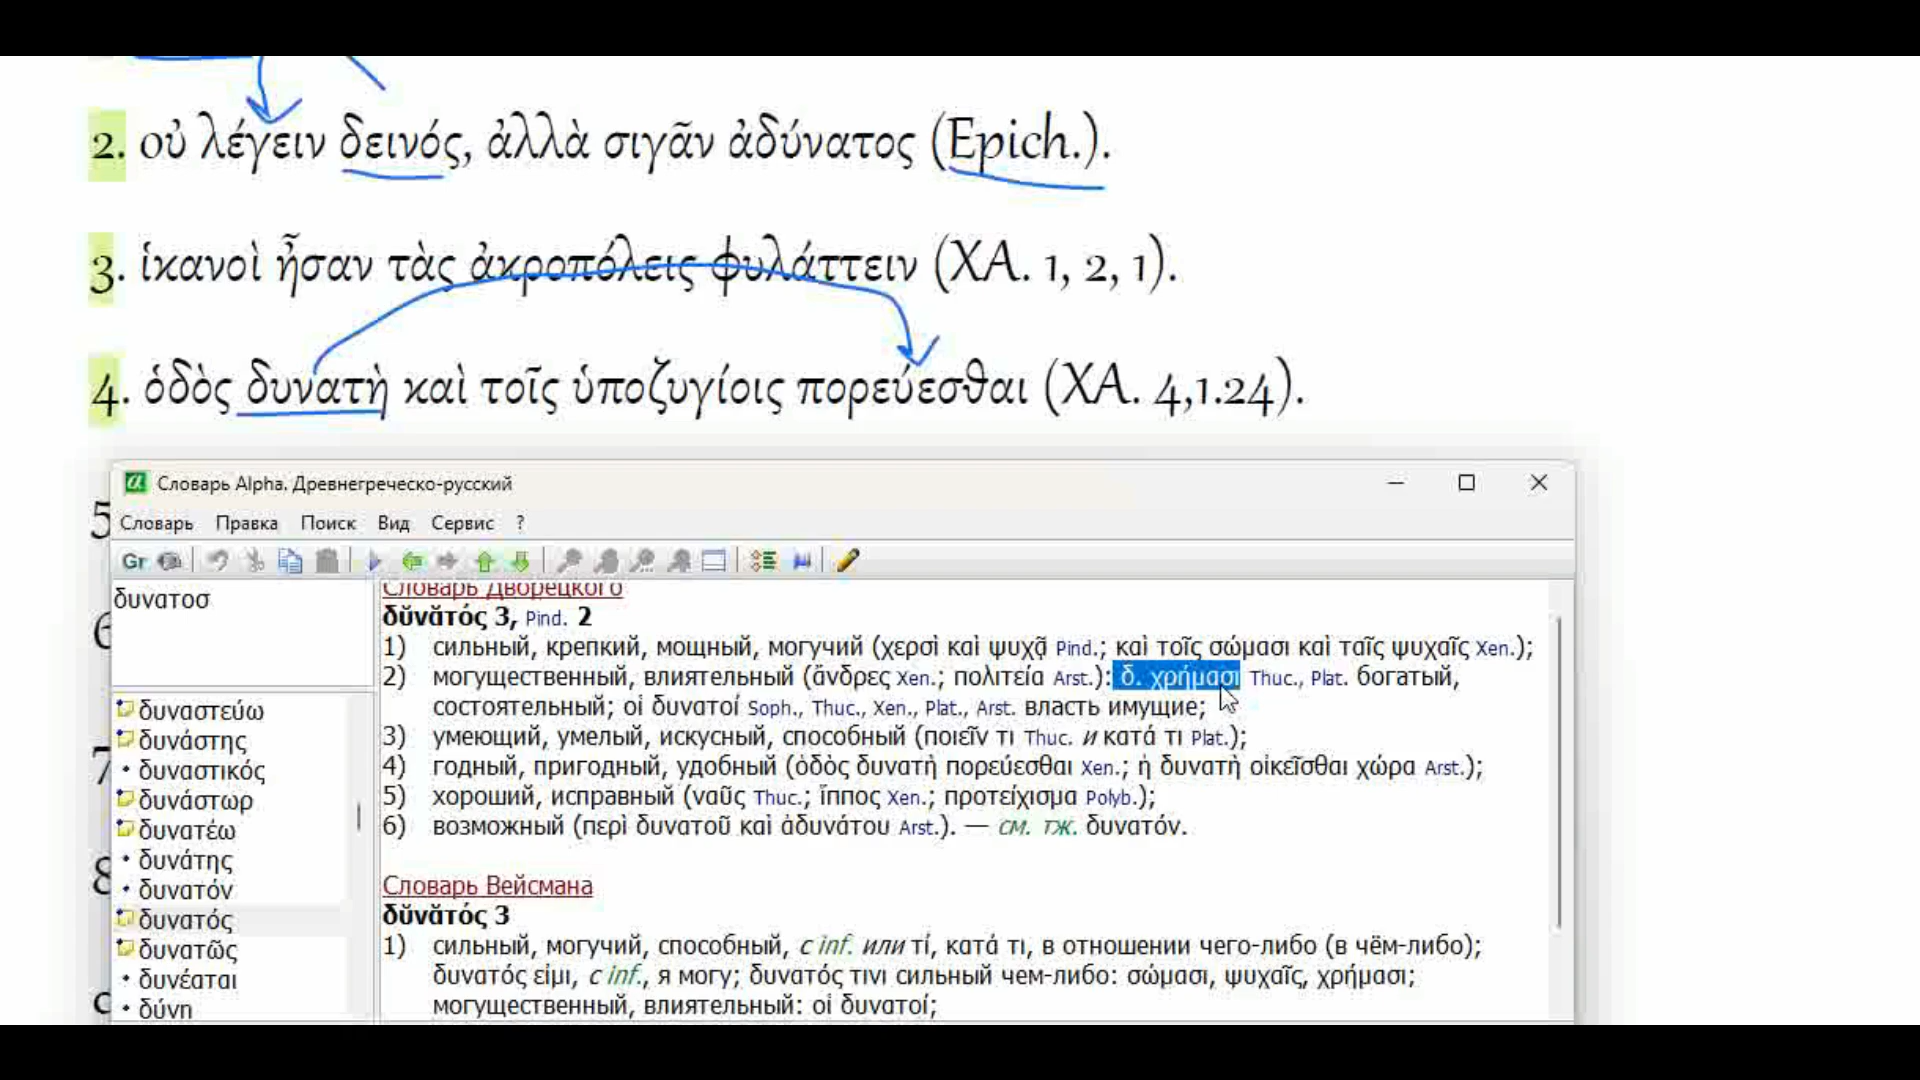 2. οὐ λέγειν δεινός, ἀλλὰ σιγᾶν ἀδύνατος (Epich.).
3. ἱκανοὶ ἦσαν τὰς ἀκροπόλεις φυλάττειν (XA. 1, 2, 1).
4. ὁδὸς δυνατὴ καὶ τοῖς ὑποζυγίοις πορεύεσθαι (XA. 4,1.24).
5
Словарь Alpha. Древнегреческо-русский
Словарь Правка Поиск Вид Сервис ?
Gr
δυνατοσ
6
7
8
δυναστεύω
δυνάστης
δυναστικός
δυνάστωρ
δυνατέω
δυνάτης
δυνατόν
δυνατός
δυνατῶς
δυνέαται
δύνη
Словарь Дворецкого
δῠνᾰτός 3, Pind. 2
1) сильный, крепкий, мощный, могучий (χερσὶ καὶ ψυχᾷ Pind.; καὶ τοῖς σώμασι καὶ ταῖς ψυχαῖς Xen.);
2) могущественный, влиятельный (ἄνδρες Xen.; πολιτεία Arst.): δ. χρήμασι Thuc., Plat. богатый,
состоятельный; οἱ δυνατοί Soph., Thuc., Xen., Plat., Arst. власть имущие;
3) умеющий, умелый, искусный, способный (ποιεῖν τι Thuc. и κατά τι Plat.);
4) годный, пригодный, удобный (ὁδὸς δυνατὴ πορεύεσθαι Xen.; ἡ δυνατὴ οἰκεῖσθαι χώρα Arst.);
5) хороший, исправный (ναῦς Thuc.; ἵππος Xen.; προτείχισμα Polyb.);
6) возможный (περὶ δυνατοῦ καὶ ἀδυνάτου Arst.). — см. тж. δυνατόν.
Словарь Вейсмана
δῠνᾰτός 3
1) сильный, могучий, способный, с inf. или τί, κατά τι, в отношении чего-либо (в чём-либо);
δυνατός εἰμι, с inf., я могу; δυνατός τινι сильный чем-либо: σώμασι, ψυχαῖς, χρήμασι;
могущественный, влиятельный: οἱ δυνατοί;